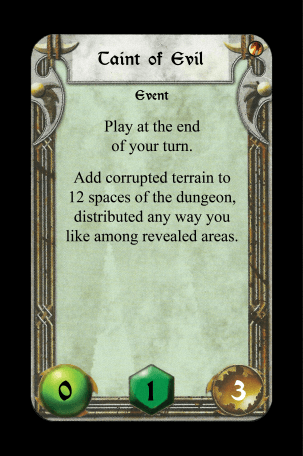 Taint of Evil
Event
Play at the end
of your turn.
Add corrupted terrain to
12 spaces of the dungeon,
distributed any way you
like among revealed areas.
0
1
3